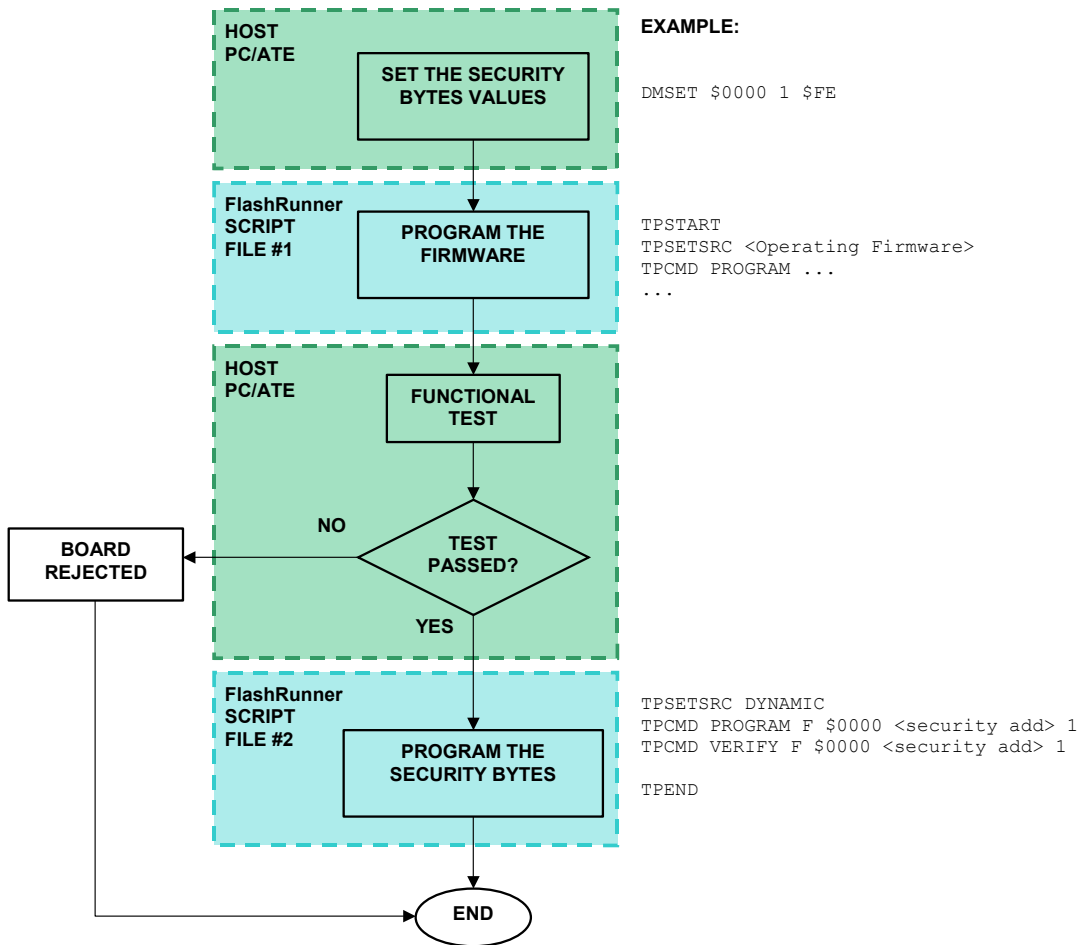 HOST
PC/ATE
SET THE SECURITY
BYTES VALUES
EXAMPLE:
DMSET $0000 1 $FE
FlashRunner
SCRIPT
FILE #1
PROGRAM THE
FIRMWARE
TPSTART
TPSETSRC <Operating Firmware>
TPCMD PROGRAM ...
...
HOST
PC/ATE
FUNCTIONAL
TEST
TEST
PASSED?
NO
BOARD
REJECTED
YES
FlashRunner
SCRIPT
FILE #2
PROGRAM THE
SECURITY BYTES
TPSETSRC DYNAMIC
TPCMD PROGRAM F $0000 <security add> 1
TPCMD VERIFY F $0000 <security add> 1
TPEND
END